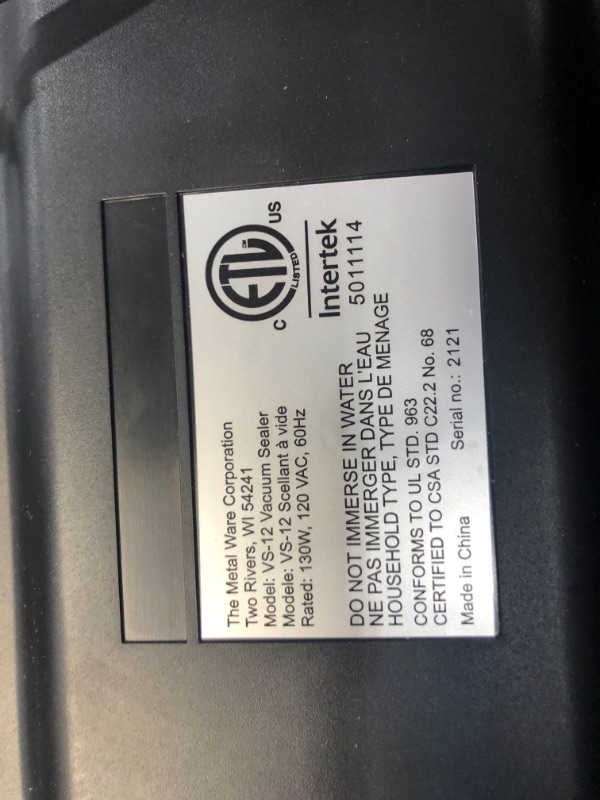 The Metal Ware Corporation
Two Rivers, WI 54241
Model: VS-12 Vacuum Sealer
Modele: VS-12 Scellant à vide
Rated: 130W, 120 VAC, 60Hz
C ETL CM LISTED US
Intertek
5011114
DO NOT IMMERSE IN WATER
NE PAS IMMERGER DANS L'EAU
HOUSEHOLD TYPE, TYPE DE MENAGE
CONFORMS TO UL STD. 963
CERTIFIED TO CSA STD C22.2 No. 68
Made in China Serial no.: 2121